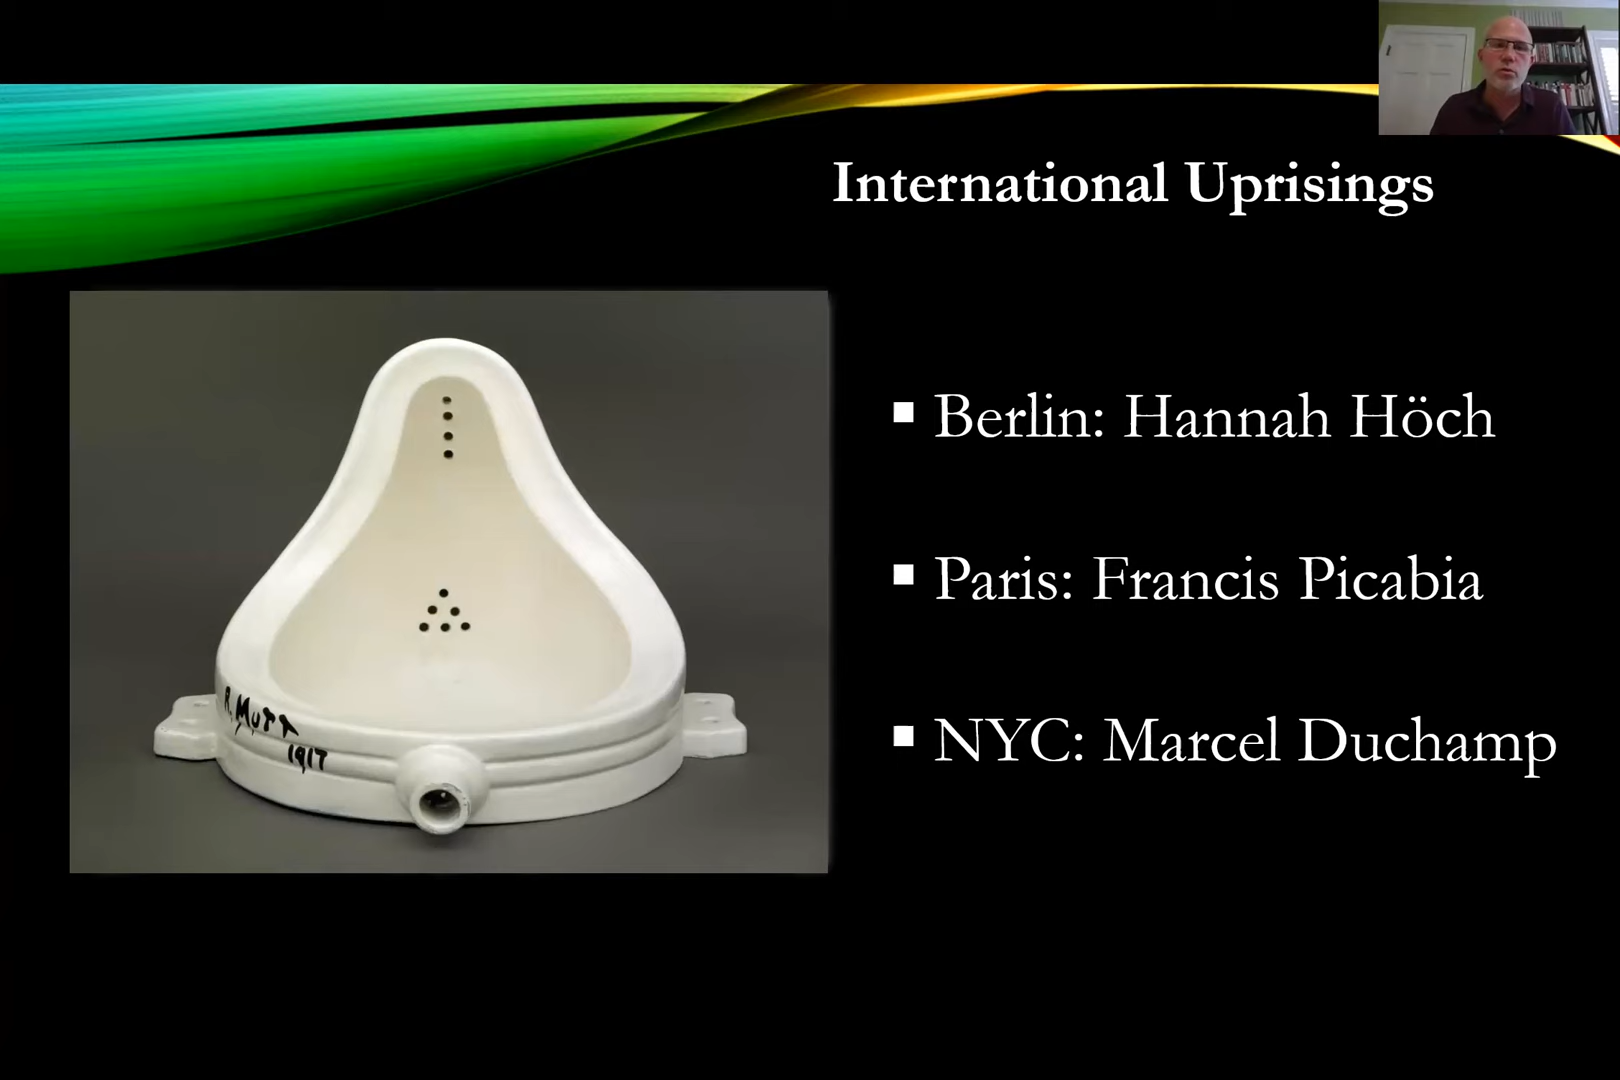 International Uprisings
Berlin: Hannah Höch
Paris: Francis Picabia
NYC: Marcel Duchamp
R. MUTT
1917